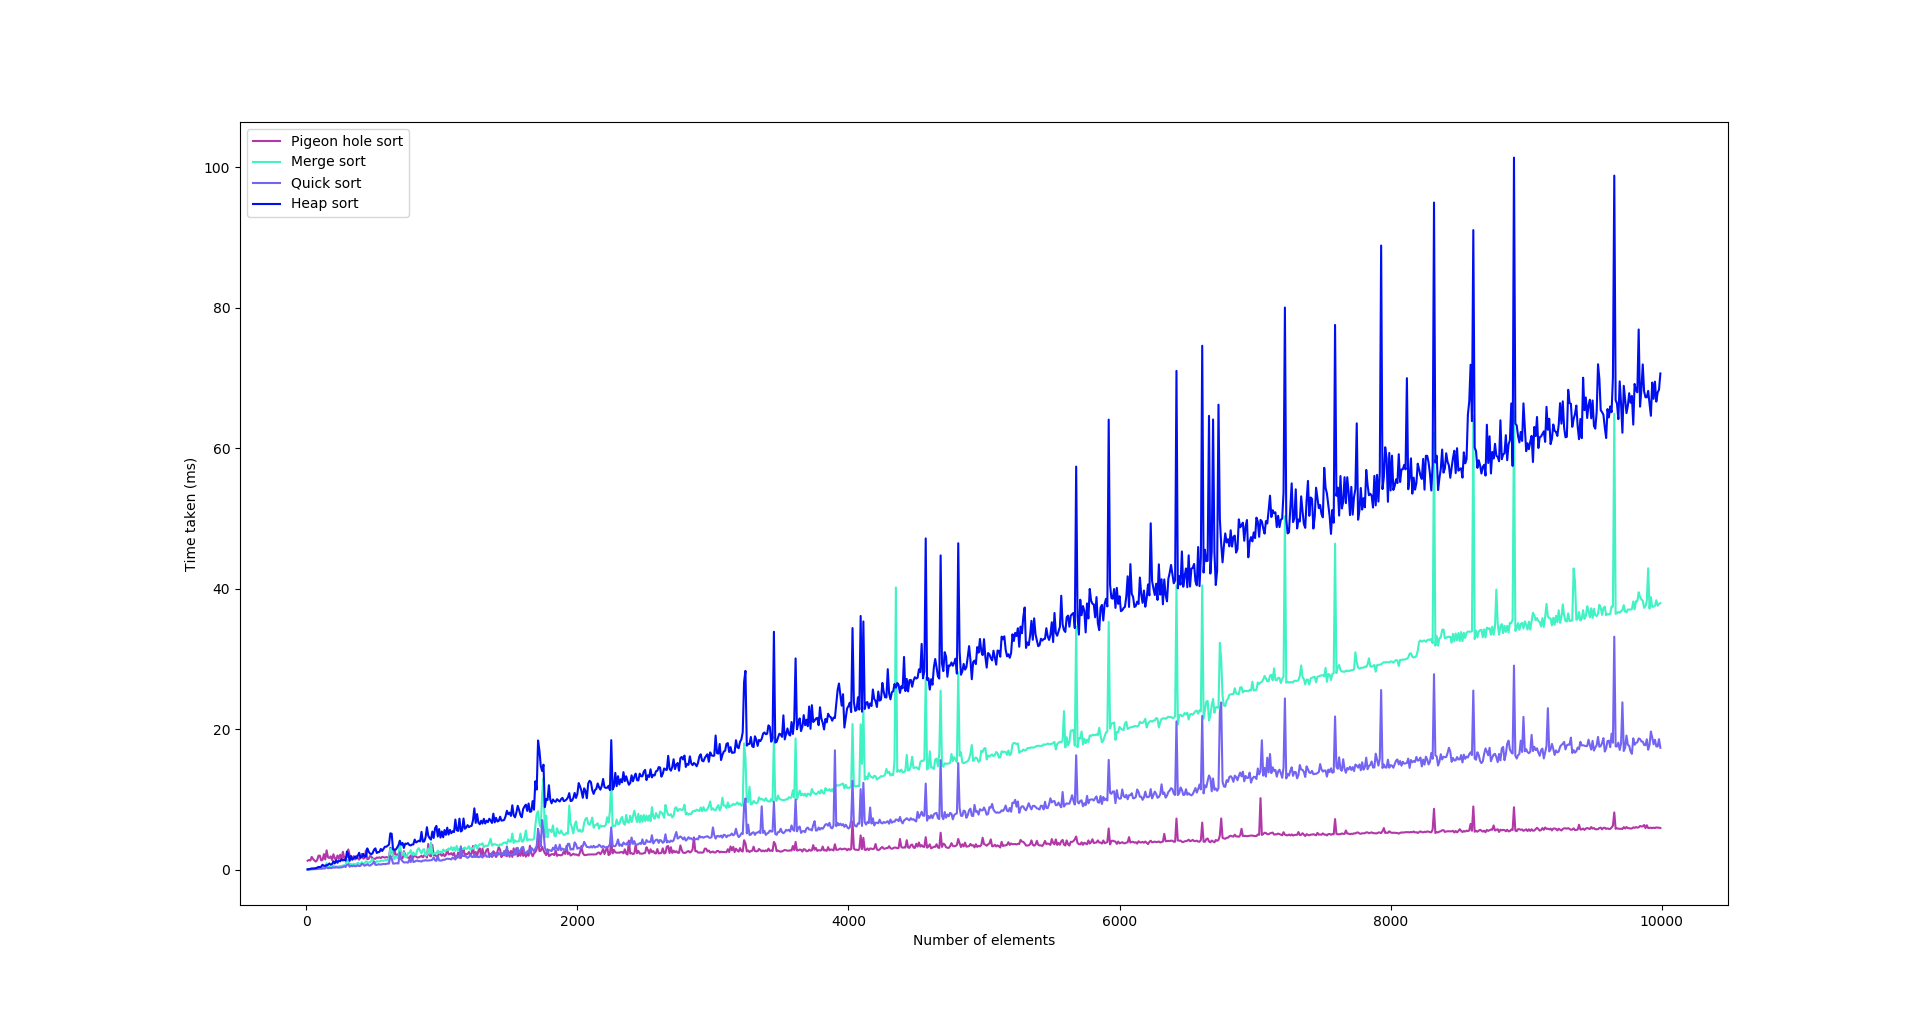 Pigeon hole sort
Merge sort
Quick sort
Heap sort
100
80
60
40
20
0
Time taken (ms)
0 2000 4000 6000 8000 10000
Number of elements